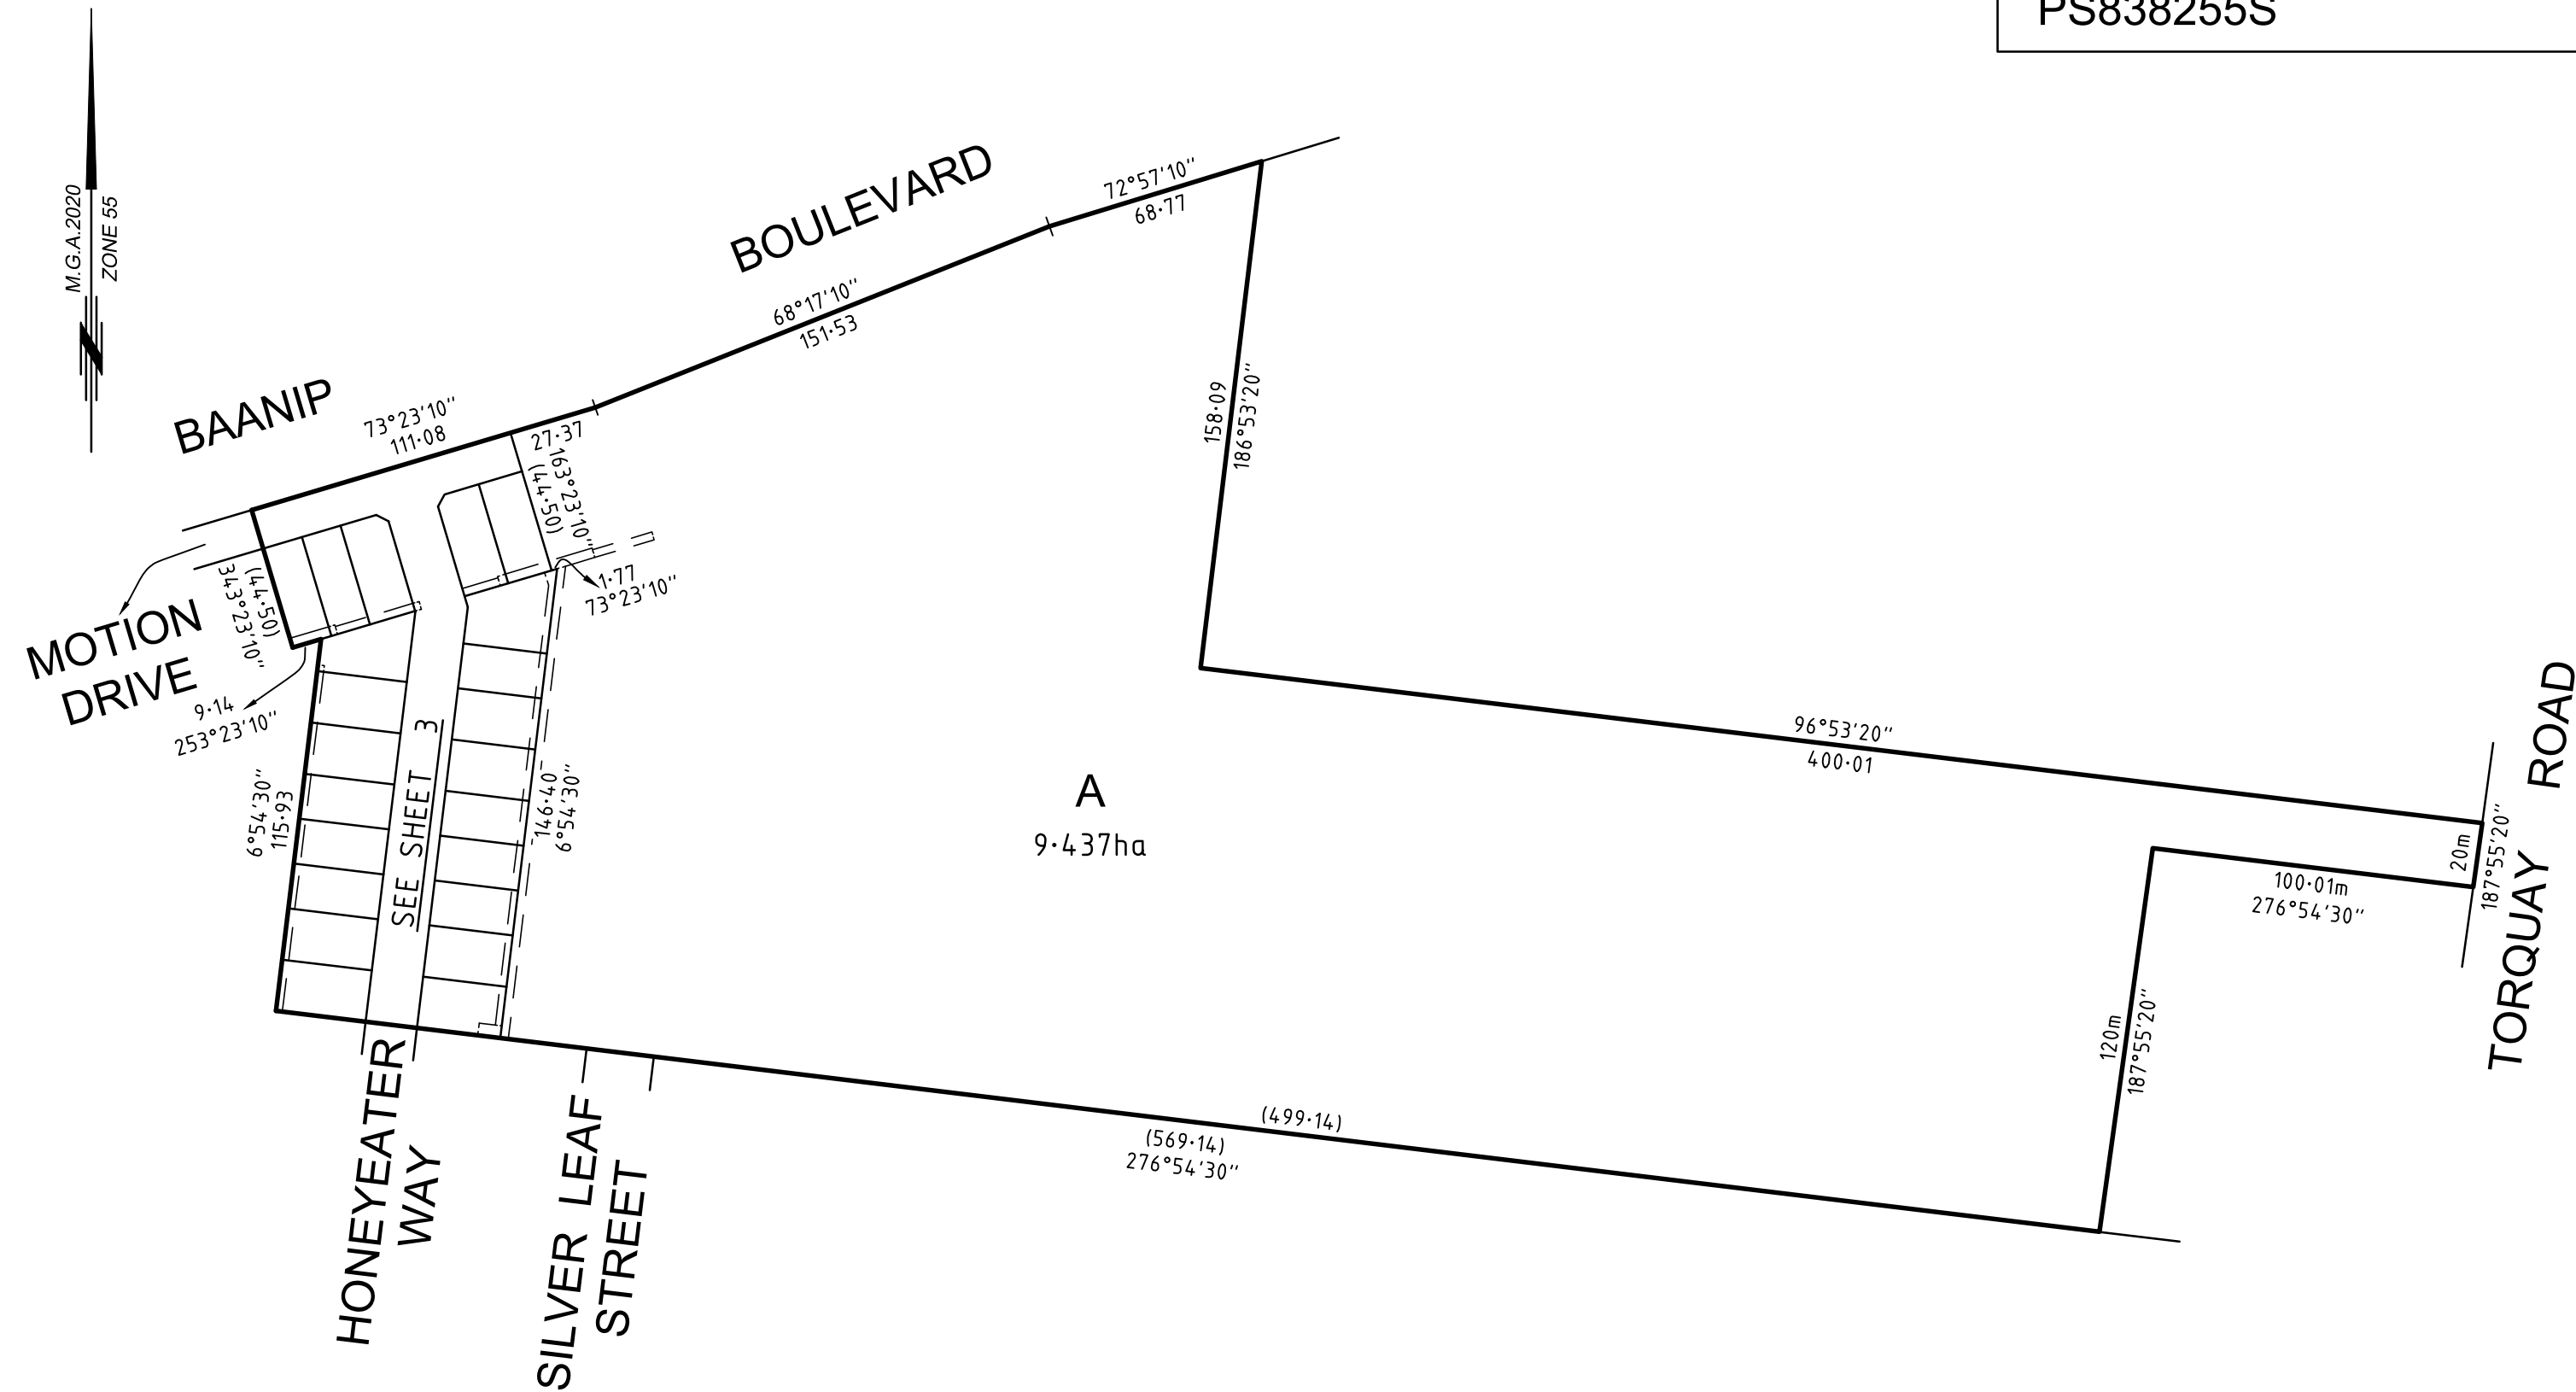 PS838255S
M.G.A.2020
ZONE 55
BAANIP
BOULEVARD
72°57'10"
68·77
68°17'10"
151·53
73°23'10"
111·08
27·37
163°23'10"
(44·50)
158·09
186°53'20"
1·77
73°23'10"
(44·50)
343°23'10"
MOTION
DRIVE
9·14
253°23'10"
6°54'30"
115·93
SEE SHEET 3
146·40
6°54'30"
A
9·437ha
96°53'20"
400·01
TORQUAY ROAD
20m
187°55'20"
100·01m
276°54'30"
120m
187°55'20"
(499·14)
(569·14)
276°54'30"
HONEYEATER
WAY
SILVER LEAF
STREET